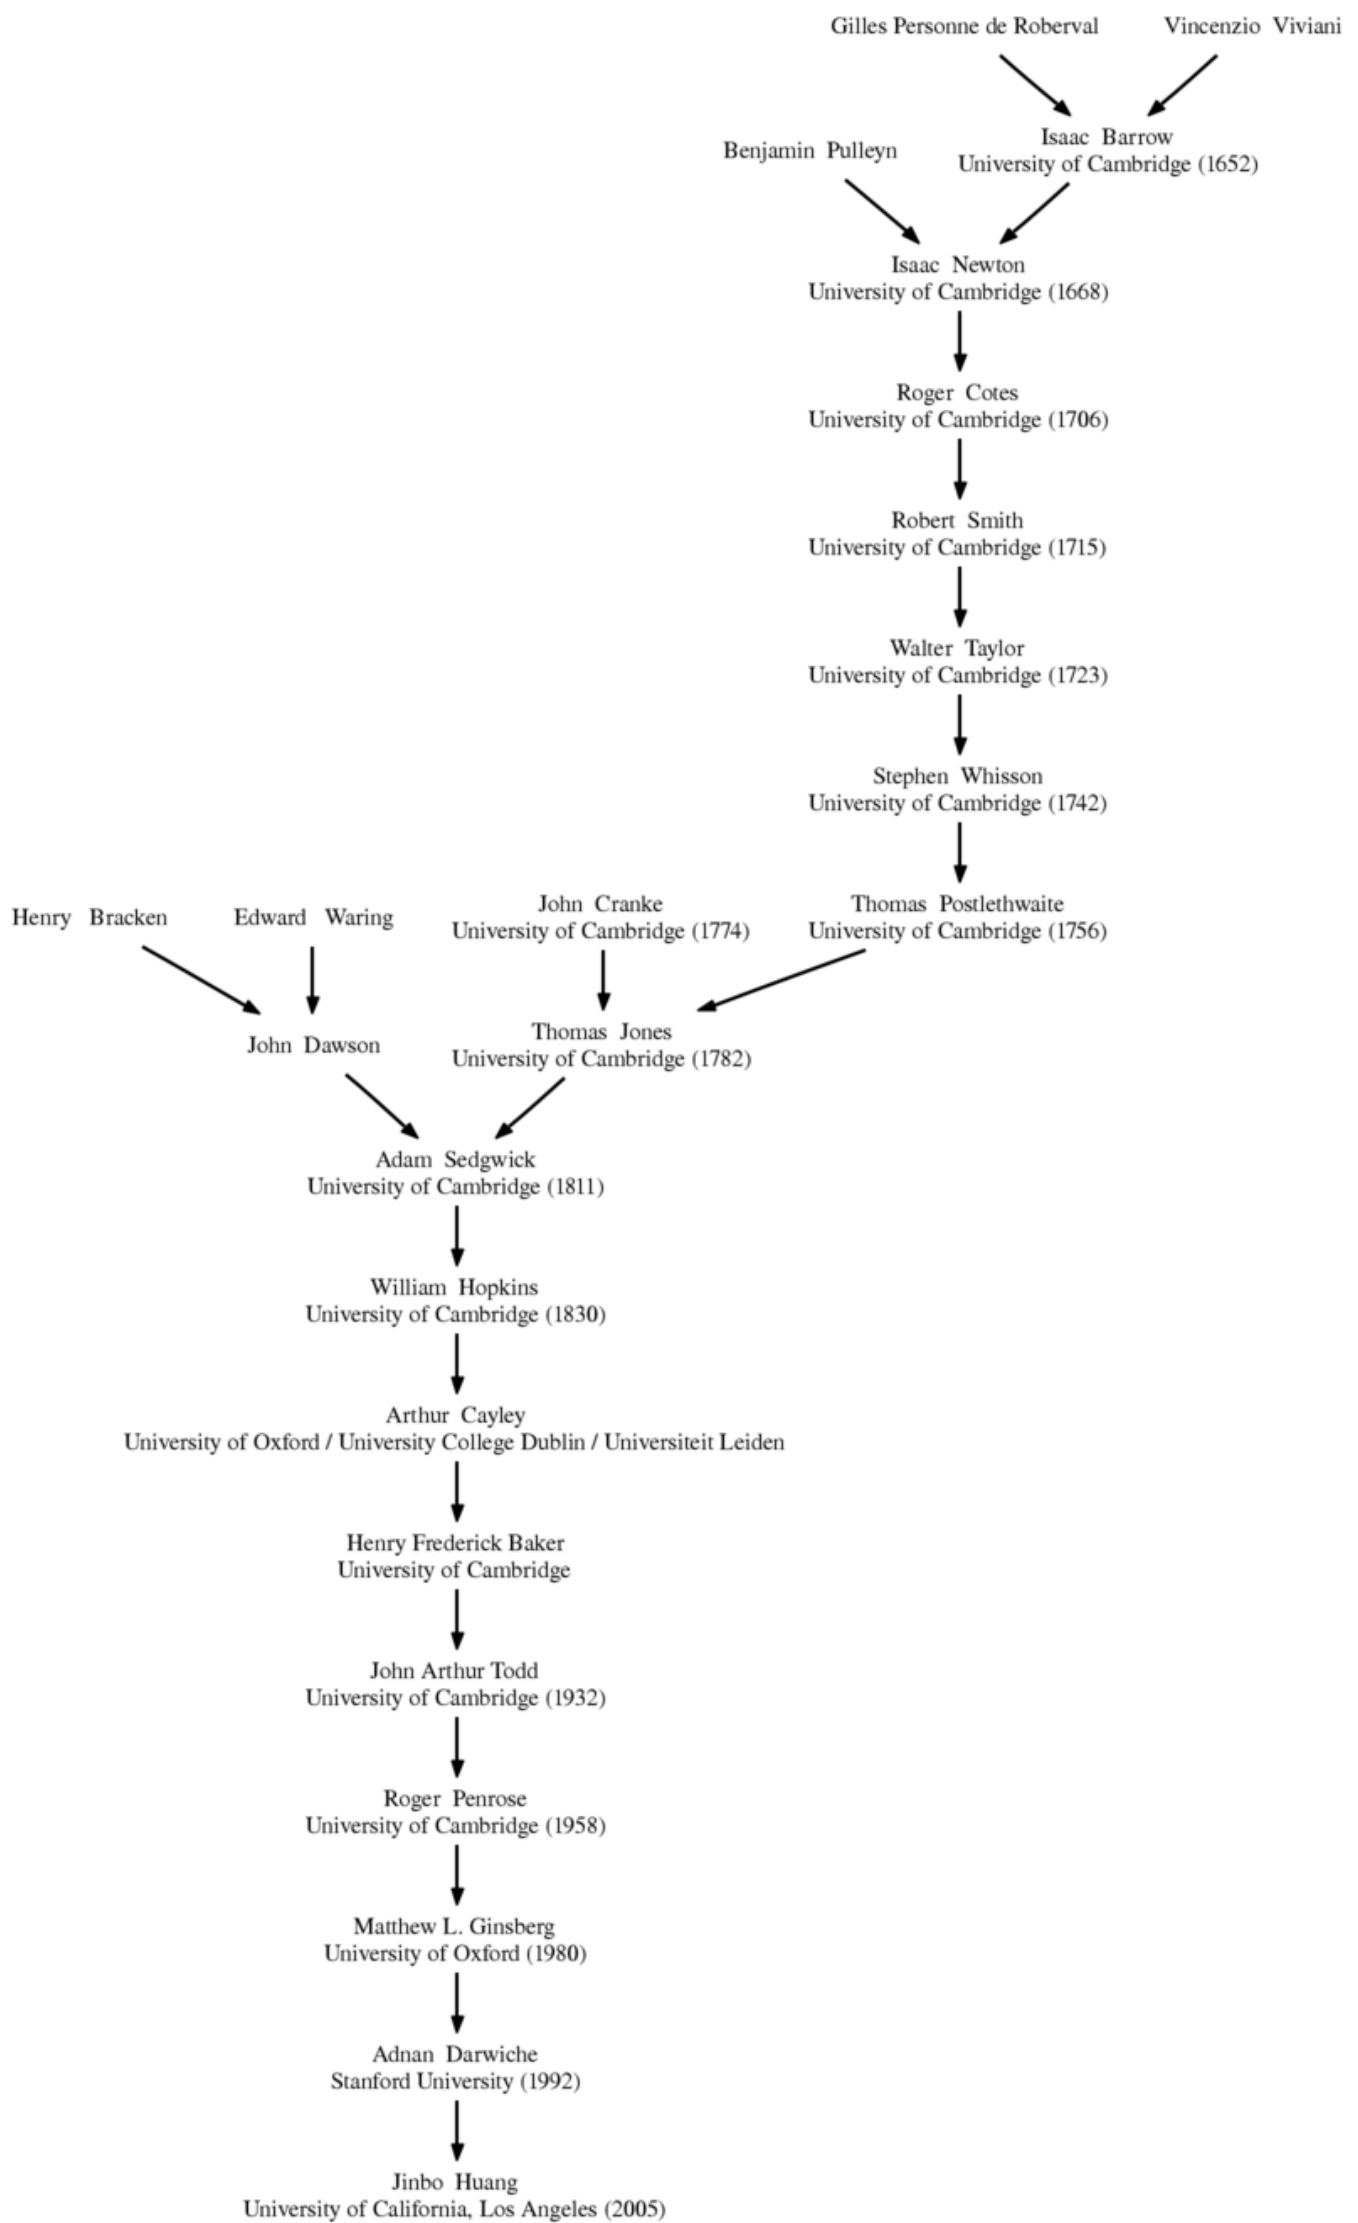 Gilles Personne de Roberval
Vincenzio Viviani
Benjamin Pulleyn
Isaac Barrow
University of Cambridge (1652)
Isaac Newton
University of Cambridge (1668)
Roger Cotes
University of Cambridge (1706)
Robert Smith
University of Cambridge (1715)
Walter Taylor
University of Cambridge (1723)
Stephen Whisson
University of Cambridge (1742)
Henry Bracken
Edward Waring
John Cranke
University of Cambridge (1774)
Thomas Postlethwaite
University of Cambridge (1756)
John Dawson
Thomas Jones
University of Cambridge (1782)
Adam Sedgwick
University of Cambridge (1811)
William Hopkins
University of Cambridge (1830)
Arthur Cayley
University of Oxford / University College Dublin / Universiteit Leiden
Henry Frederick Baker
University of Cambridge
John Arthur Todd
University of Cambridge (1932)
Roger Penrose
University of Cambridge (1958)
Matthew L. Ginsberg
University of Oxford (1980)
Adnan Darwiche
Stanford University (1992)
Jinbo Huang
University of California, Los Angeles (2005)